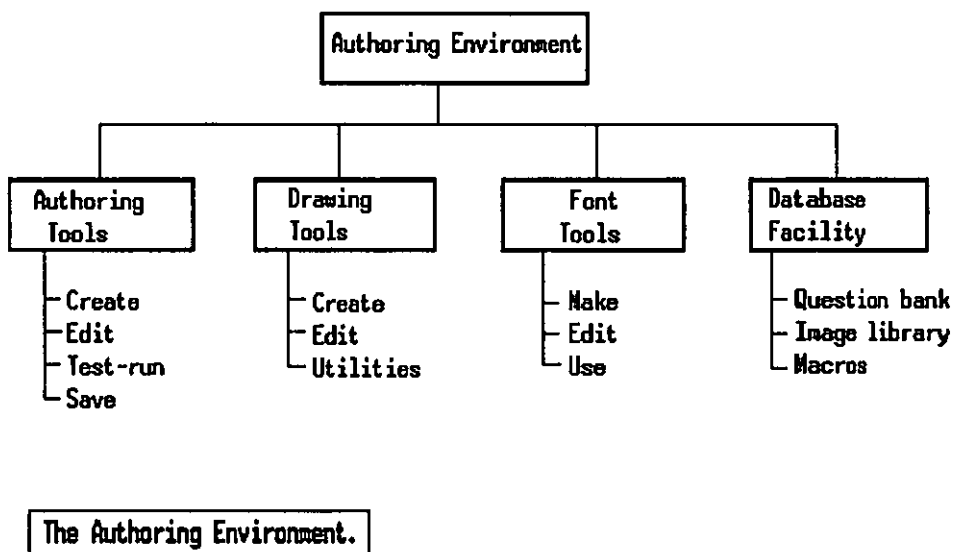 Authoring Environment
Authoring
Tools
Drawing
Tools
Font
Tools
Database
Facility
Create
Edit
Test-run
Save
Create
Edit
Utilities
Make
Edit
Use
Question bank
Image library
Macros
The Authoring Environment.